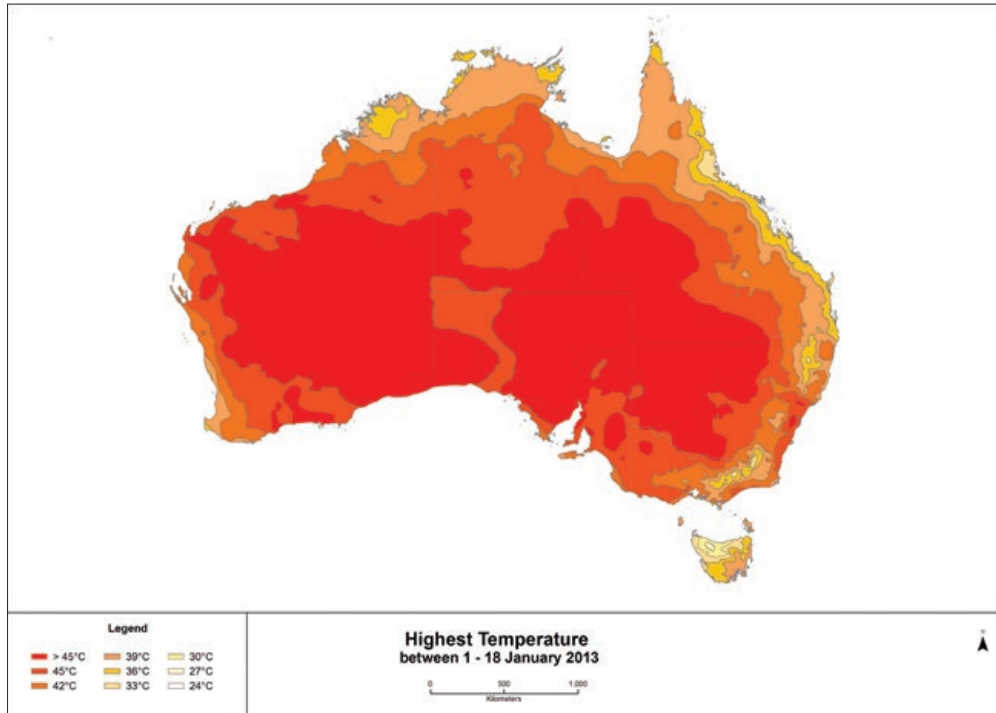 Legend
> 45°C
45°C
42°C
39°C
36°C
33°C
30°C
27°C
24°C
Highest Temperature
between 1 - 18 January 2013
0 500 1,000
Kilometers